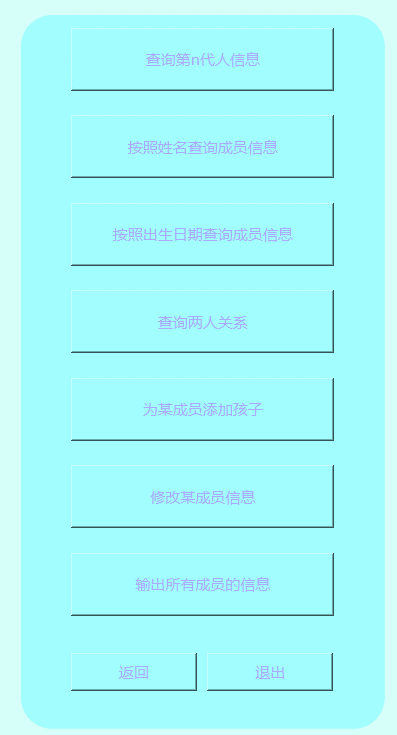 查询第n代人信息
按照姓名查询成员信息
按照出生日期查询成员信息
查询两人关系
为某成员添加孩子
修改某成员信息
输出所有成员的信息
返回
退出